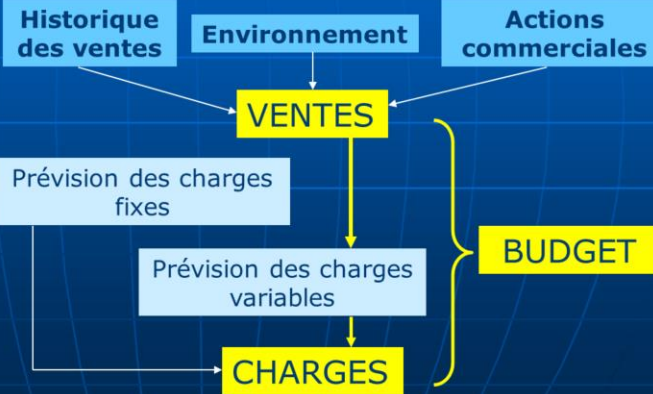 Historique
des ventes
Environnement
Actions
commerciales
VENTES
Prévision des charges
fixes
BUDGET
Prévision des charges
variables
CHARGES